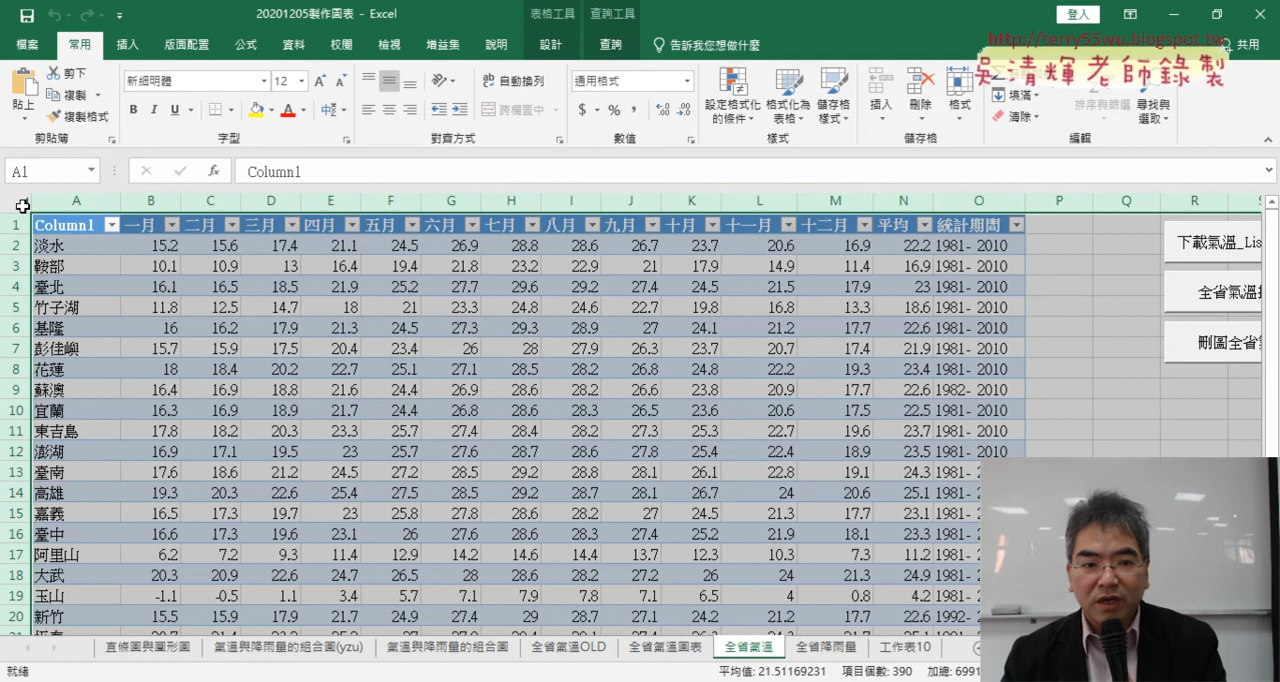 20201205製作圖表 - Excel
表格工具 查詢工具
登入
檔案 常用 插入 版面配置 公式 資料 校閱 檢視 增益集 說明 設計 查詢 告訴我您想做什麼 共用
http://terry55wu.blogspot.tw
吳清輝老師錄製
貼上 剪下 複製 複製格式 剪貼簿
新細明體 12 B I U A 中 字型
ab 自動換列 跨欄置中 對齊方式
通用格式 $ % , 數值
設定格式化的條件 格式化為表格 儲存格樣式 樣式
插入 刪除 格式 儲存格
填滿 清除 排序與篩選 尋找與選取 編輯
A1 fx Column1
A B C D E F G H I J K L M N O P Q R S
1 Column1 一月 二月 三月 四月 五月 六月 七月 八月 九月 十月 十一月 十二月 平均 統計期間
2 淡水 15.2 15.6 17.4 21.1 24.5 26.9 28.8 28.6 26.7 23.7 20.6 16.9 22.2 1981- 2010
3 鞍部 10.1 10.9 13 16.4 19.4 21.8 23.2 22.9 21 17.9 14.9 11.4 16.9 1981- 2010
4 臺北 16.1 16.5 18.5 21.9 25.2 27.7 29.6 29.2 27.4 24.5 21.5 17.9 23 1981- 2010
5 竹子湖 11.8 12.5 14.7 18 21 23.3 24.8 24.6 22.7 19.8 16.8 13.3 18.6 1981- 2010
6 基隆 16 16.2 17.9 21.3 24.5 27.3 29.3 28.9 27 24.1 21.2 17.7 22.6 1981- 2010
7 彭佳嶼 15.7 15.9 17.5 20.4 23.4 26 28 27.9 26.3 23.7 20.7 17.4 21.9 1981- 2010
8 花蓮 18 18.4 20.2 22.7 25.1 27.1 28.5 28.2 26.8 24.8 22.2 19.3 23.4 1981- 2010
9 蘇澳 16.4 16.9 18.8 21.6 24.4 26.9 28.6 28.2 26.6 23.8 20.9 17.7 22.6 1982- 2010
10 宜蘭 16.3 16.9 18.9 21.7 24.4 26.8 28.6 28.3 26.5 23.6 20.6 17.5 22.5 1981- 2010
11 東吉島 17.8 18.2 20.3 23.3 25.7 27.4 28.4 28.2 27.3 25.3 22.7 19.6 23.7 1981- 2010
12 澎湖 16.9 17.1 19.5 23 25.7 27.6 28.7 28.6 27.8 25.4 22.4 18.9 23.5 1981- 2010
13 臺南 17.6 18.6 21.2 24.5 27.2 28.5 29.2 28.8 28.1 26.1 22.8 19.1 24.3 1981- 2010
14 高雄 19.3 20.3 22.6 25.4 27.5 28.5 29.2 28.7 28.1 26.7 24 20.6 25.1 1981-
15 嘉義 16.5 17.3 19.7 23 25.8 27.8 28.6 28.2 27 24.5 21.3 17.7 23.1 1981-
16 臺中 16.6 17.3 19.6 23.1 26 27.6 28.6 28.3 27.4 25.2 21.9 18.1 23.3 1981-
17 阿里山 6.2 7.2 9.3 11.4 12.9 14.2 14.6 14.4 13.7 12.3 10.3 7.3 11.2 1981-
18 大武 20.3 20.9 22.6 24.7 26.5 28 28.6 28.2 27.2 26 24 21.3 24.9 1981-
19 玉山 -1.1 -0.5 1.1 3.4 5.7 7.1 7.9 7.8 7.1 6.5 4 0.8 4.2 1981-
20 新竹 15.5 15.9 17.9 21.7 24.9 27.4 29 28.7 27.1 24.2 21.2 17.7 22.6 1992-
下載氣溫_Lis
全省氣溫
刪圖全省
直條圖與圓形圖 氣溫與降雨量的組合圖(yzu) 氣溫與降雨量的組合圖 全省氣溫OLD 全省氣溫圖表 全省氣溫 全省降雨量 工作表10
就緒 平均值: 21.51169231 項目個數: 390 加總: 6991